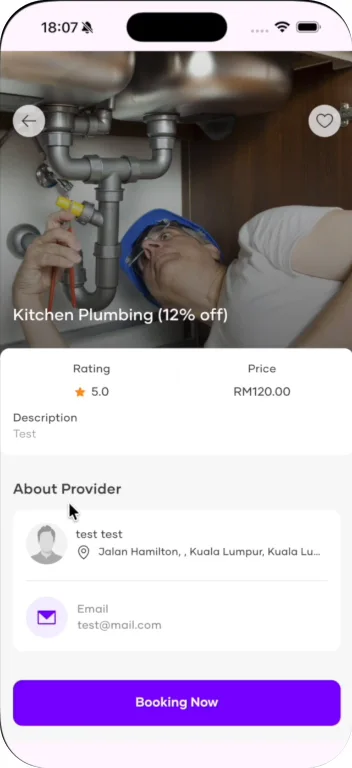 18:07
Kitchen Plumbing (12% off)
Rating Price
5.0 RM120.00
Description
Test
About Provider
test test
Jalan Hamilton, , Kuala Lumpur, Kuala Lu...
Email
test@mail.com
Booking Now